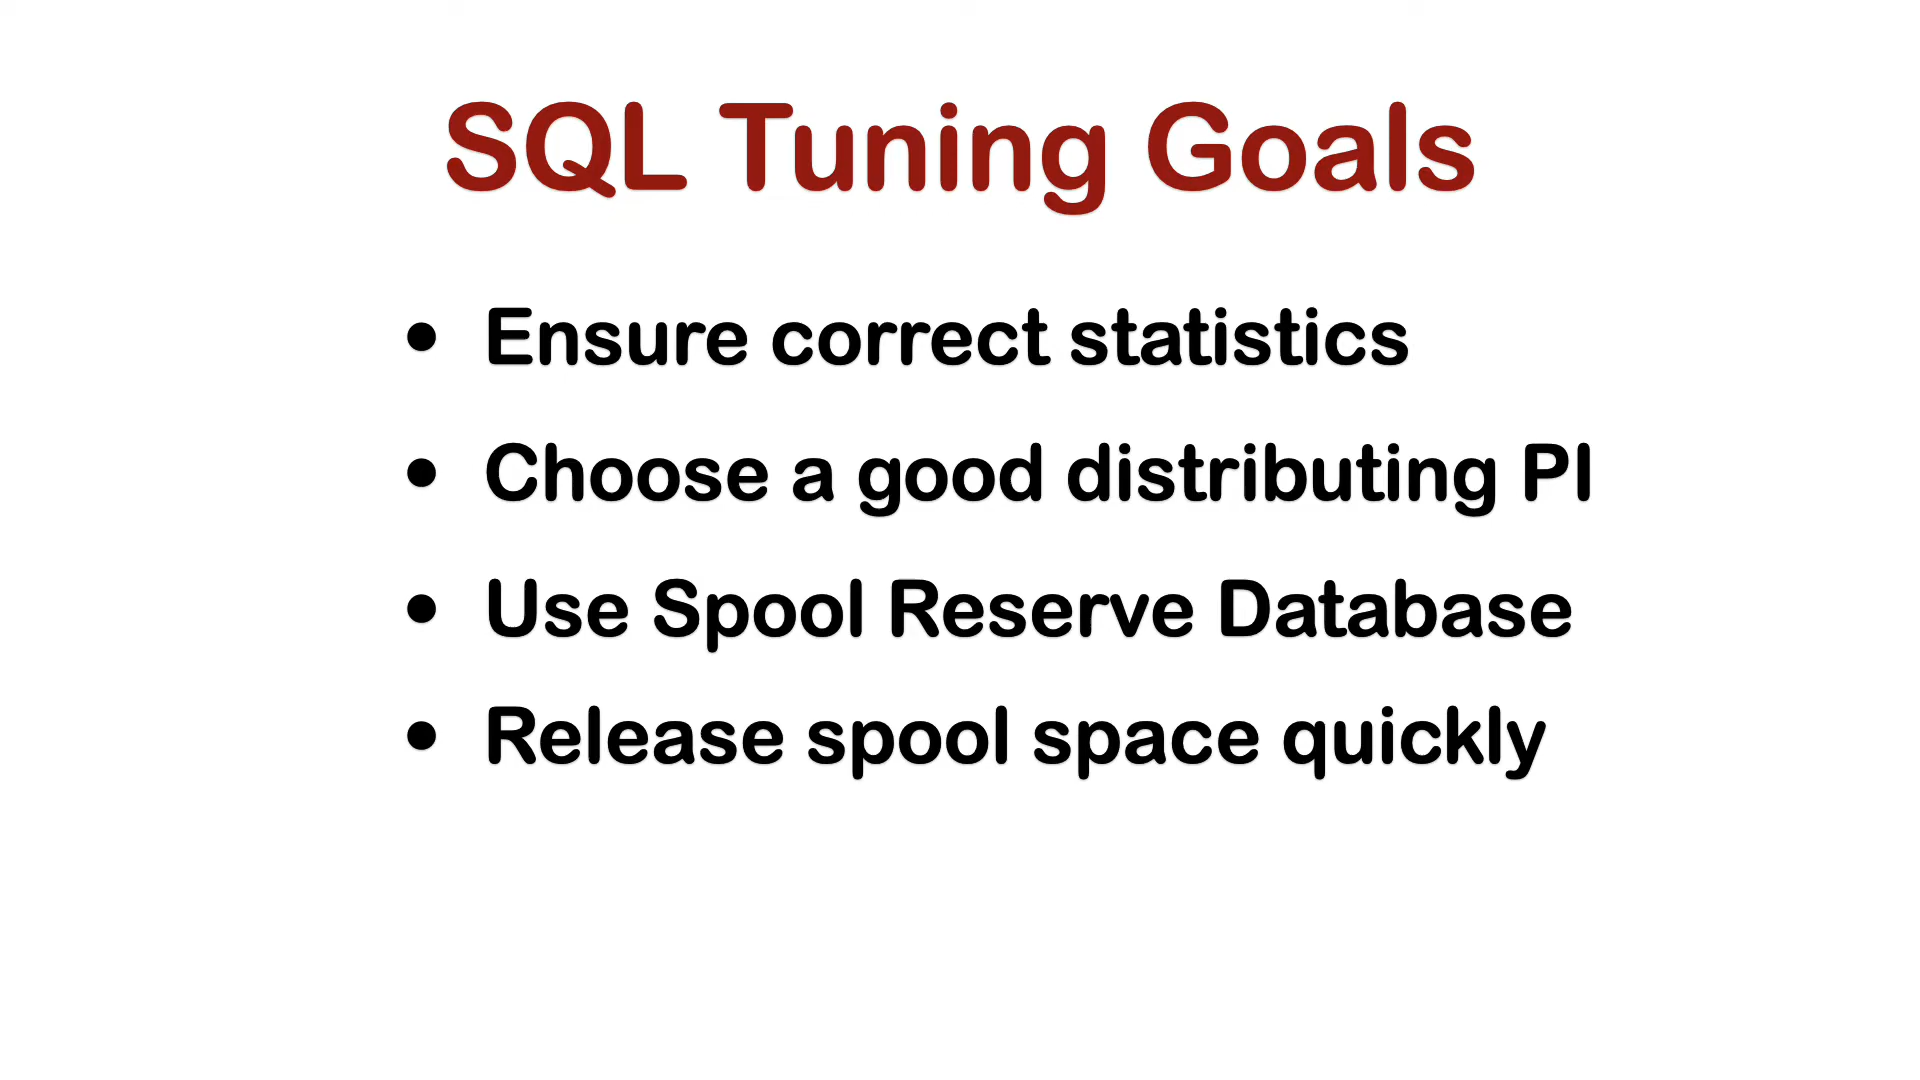 SQL Tuning Goals
• Ensure correct statistics
• Choose a good distributing PI
• Use Spool Reserve Database
• Release spool space quickly